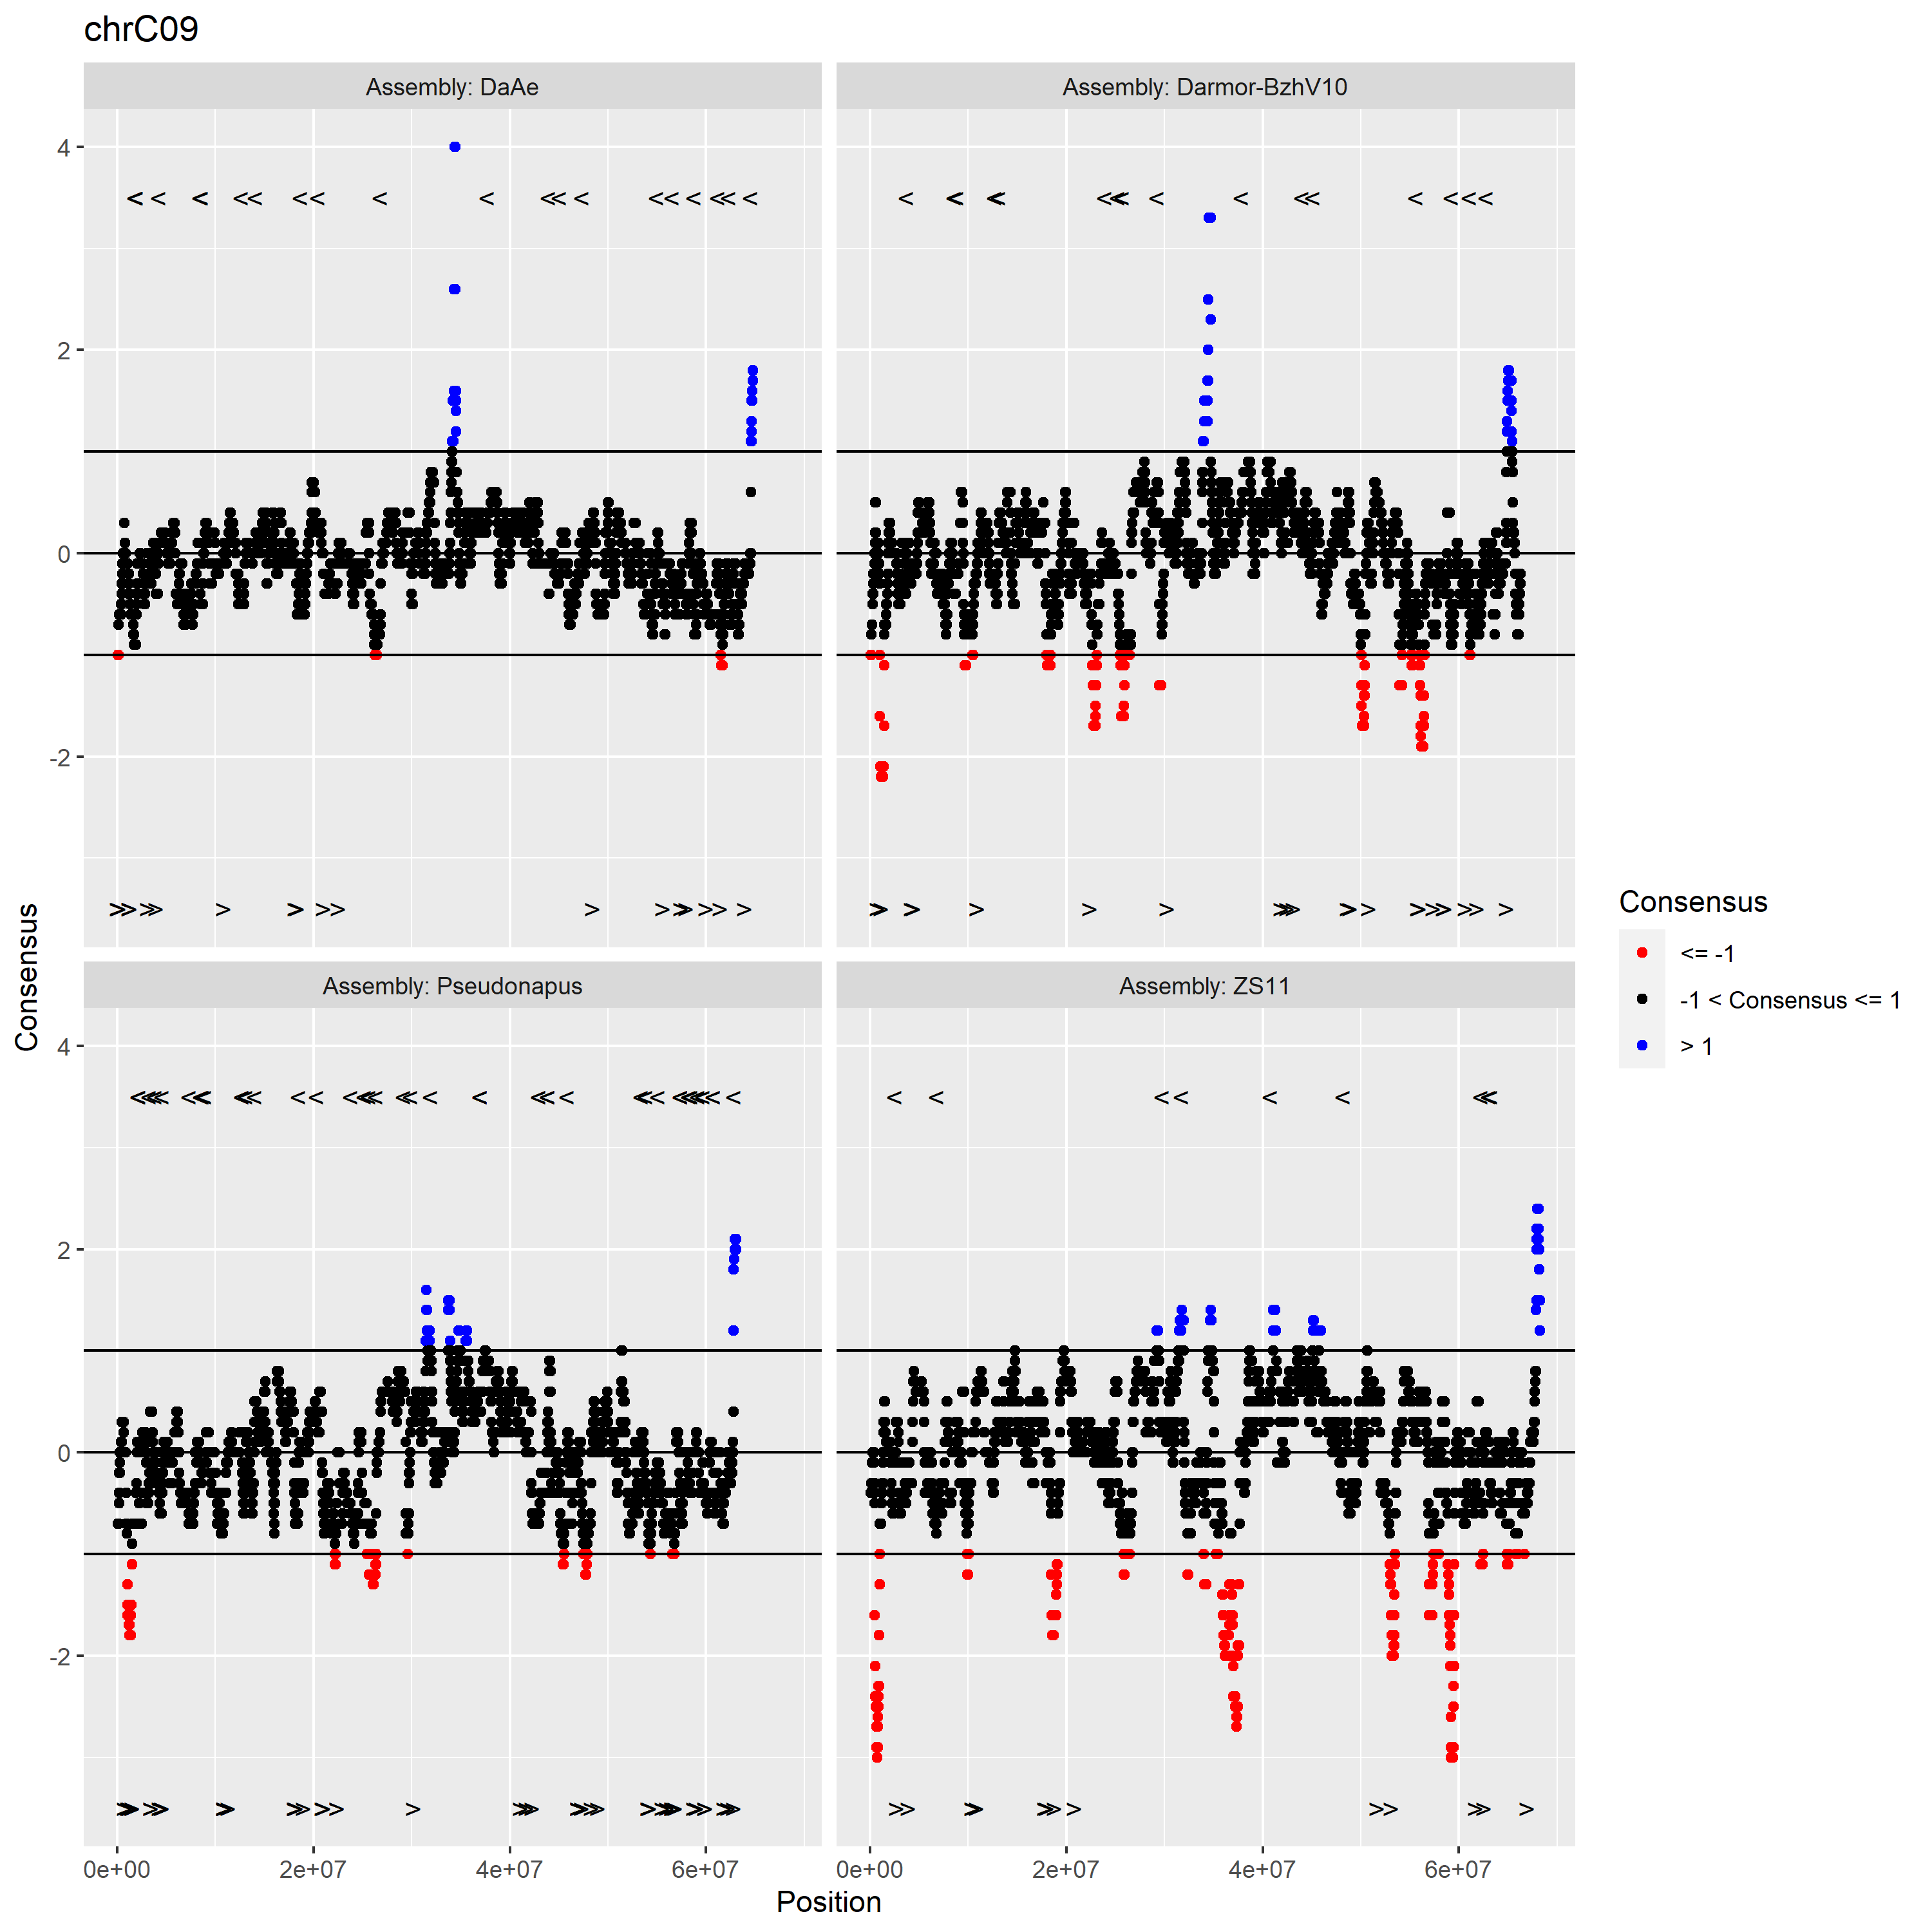 chrC09
Assembly: DaAe
Assembly: Darmor-BzhV10
4
2
0
-2
Assembly: Pseudonapus
Assembly: ZS11
4
2
0
-2
0e+00 2e+07 4e+07 6e+07
0e+00 2e+07 4e+07 6e+07
Position
Consensus
Consensus
<= -1
-1 < Consensus <= 1
> 1